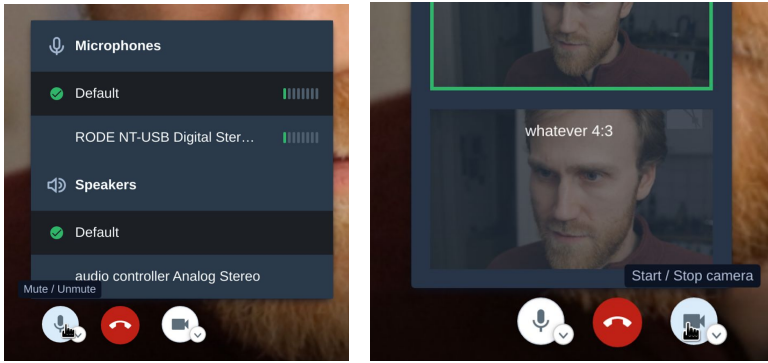 Microphones
Default
RODE NT-USB Digital Ster…
Speakers
Default
audio controller Analog Stereo
Mute / Unmute
whatever 4:3
Start / Stop camera